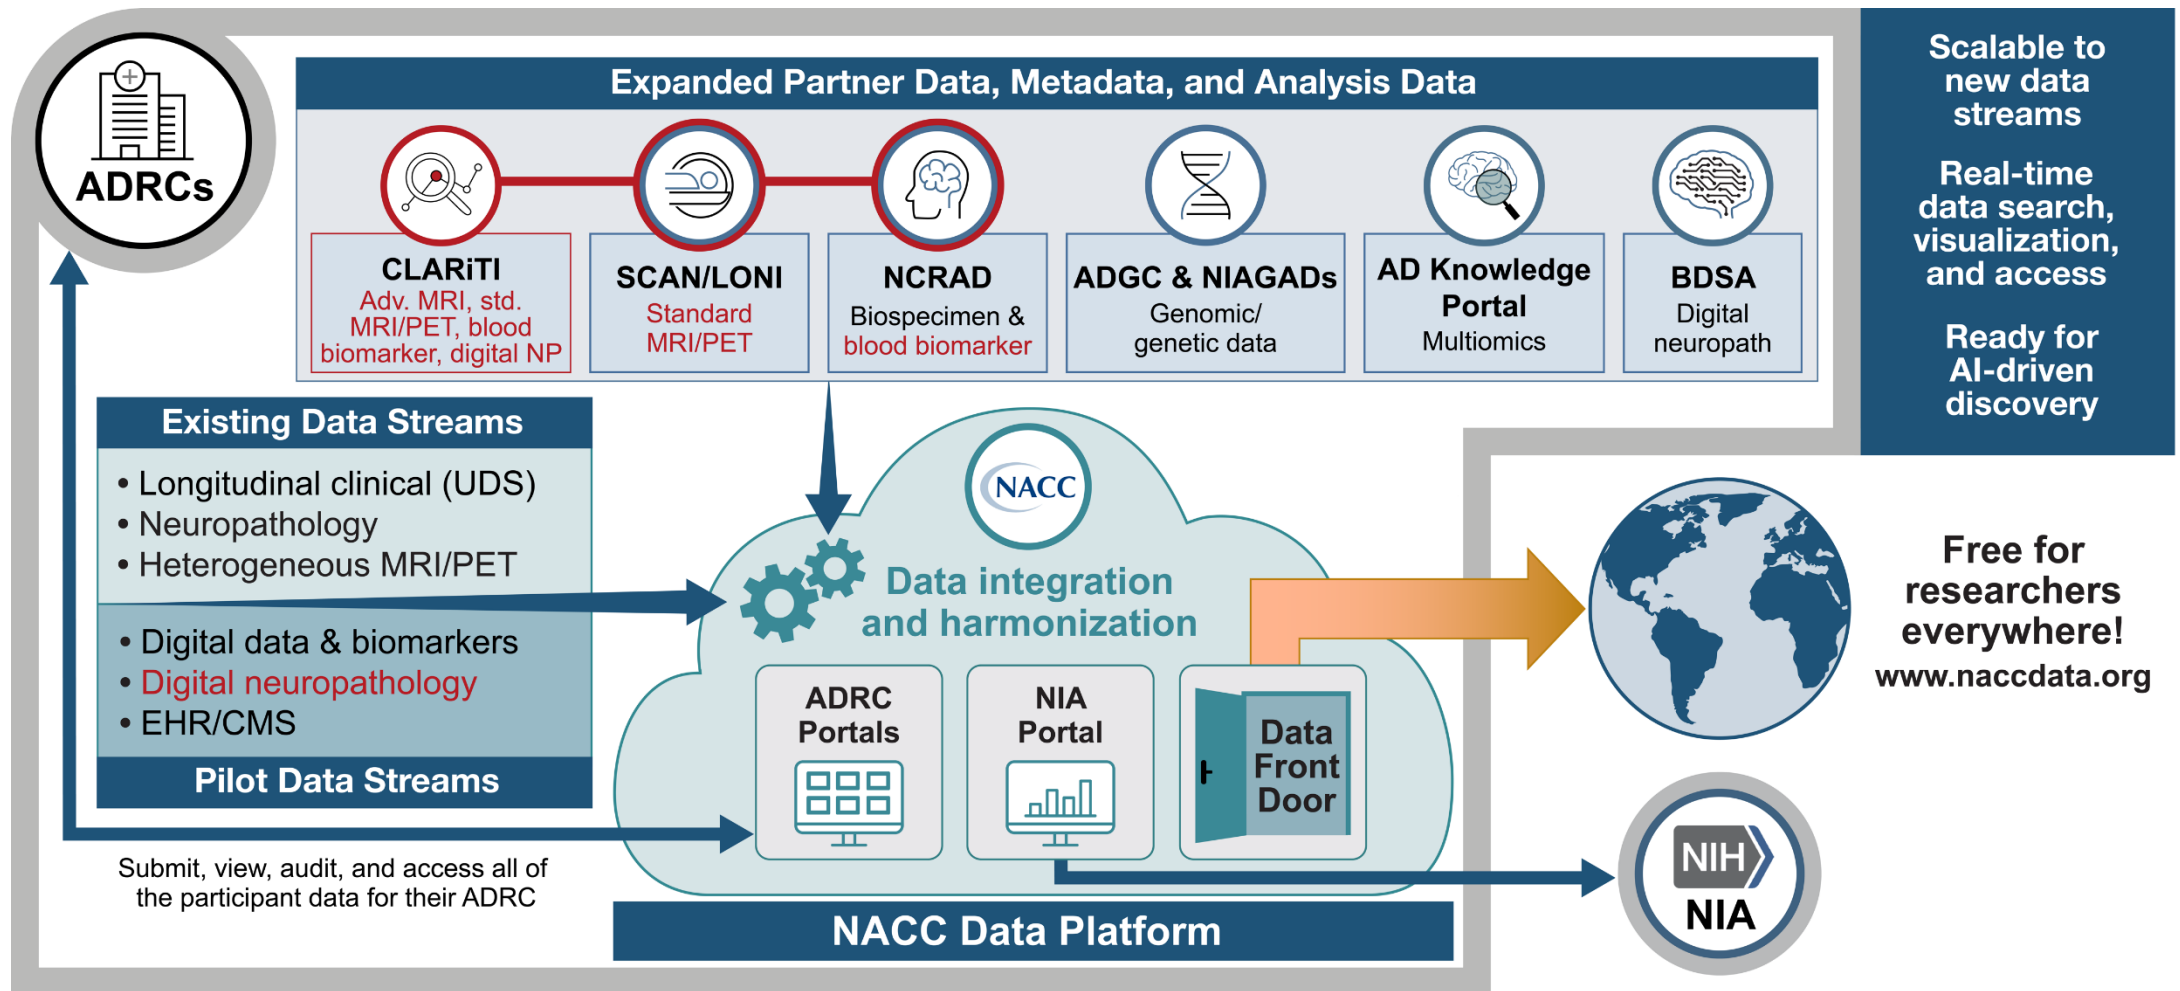 ADRCs
Expanded Partner Data, Metadata, and Analysis Data
CLARiTI
Adv. MRI, std.
MRI/PET, blood
biomarker, digital NP
SCAN/LONI
Standard
MRI/PET
NCRAD
Biospecimen &
blood biomarker
ADGC & NIAGADs
Genomic/
genetic data
AD Knowledge
Portal
Multiomics
BDSA
Digital
neuropath
Scalable to
new data
streams
Real-time
data search,
visualization,
and access
Ready for
AI-driven
discovery
Existing Data Streams
• Longitudinal clinical (UDS)
• Neuropathology
• Heterogeneous MRI/PET
• Digital data & biomarkers
• Digital neuropathology
• EHR/CMS
Pilot Data Streams
Submit, view, audit, and access all of
the participant data for their ADRC
NACC
Data integration
and harmonization
ADRC
Portals
NIA
Portal
Data
Front
Door
NACC Data Platform
Free for
researchers
everywhere!
www.naccdata.org
NIH
NIA